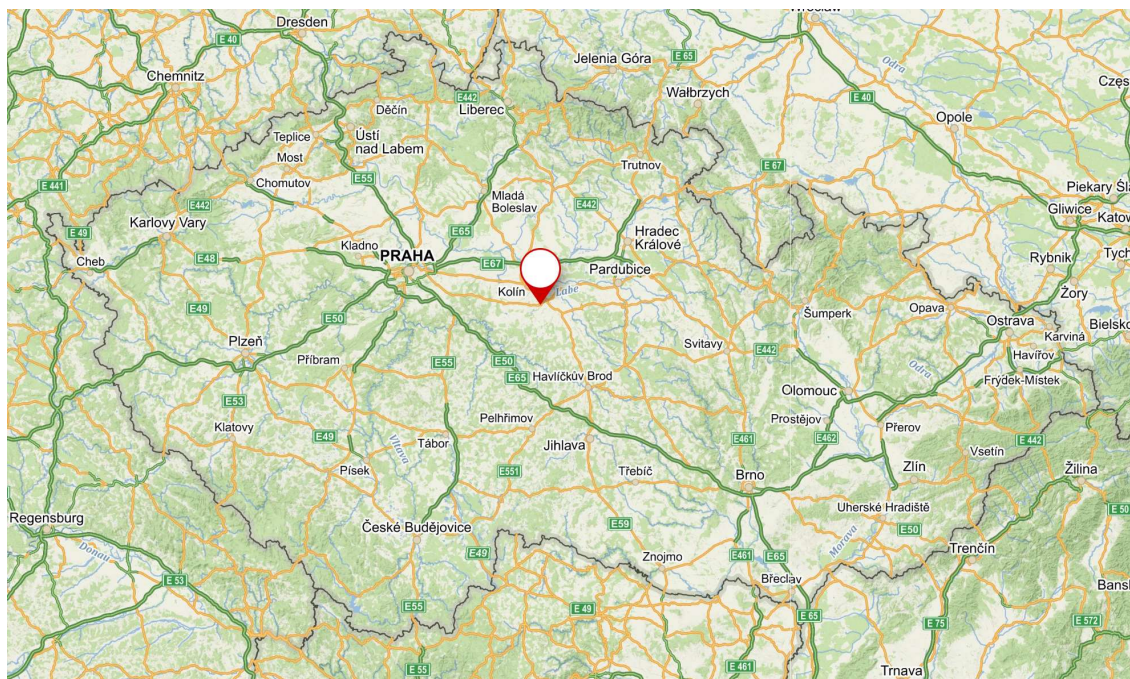 Dresden
Wrocław
E 40
E 65
Jelenia Góra
Odra
Chemnitz
Częs
E442
Wałbrzych
E 40
Děčín
Liberec
Opole
Teplice
Ústí
nad Labem
Most
Trutnov
E 67
E55
E 441
Chomutov
Piekary Śla
Mladá
Boleslav
E442
E442
Gliwice
Katow
Karlovy Vary
E 49
E65
Hradec
Králové
Kladno
PRAHA
Tych
Cheb
E48
E67
Rybnik
Pardubice
Kolín
Labe
Żory
E49
Šumperk
Opava
E50
Ostrava
Bielsko
Karviná
Plzeň
Svitavy
E442
Havířov
Příbram
E55
E50
E65
Odra
Havlíčkův Brod
Frýdek-Místek
Olomouc
E53
Pelhřimov
Prostějov
Klatovy
Přerov
E49
Vltava
Tábor
Jihlava
E461
E462
E 442
Vsetín
Písek
E551
Třebíč
Brno
Zlín
Žilina
Uherské Hradiště
E 50
Regensburg
České Budějovice
E59
E50
Morava
Donau
E49
Znojmo
E461
E65
Trenčín
E 53
Břeclav
Bansk
E55
E 49
E 65
E 75
E 572
E 55
E 461
Trnava